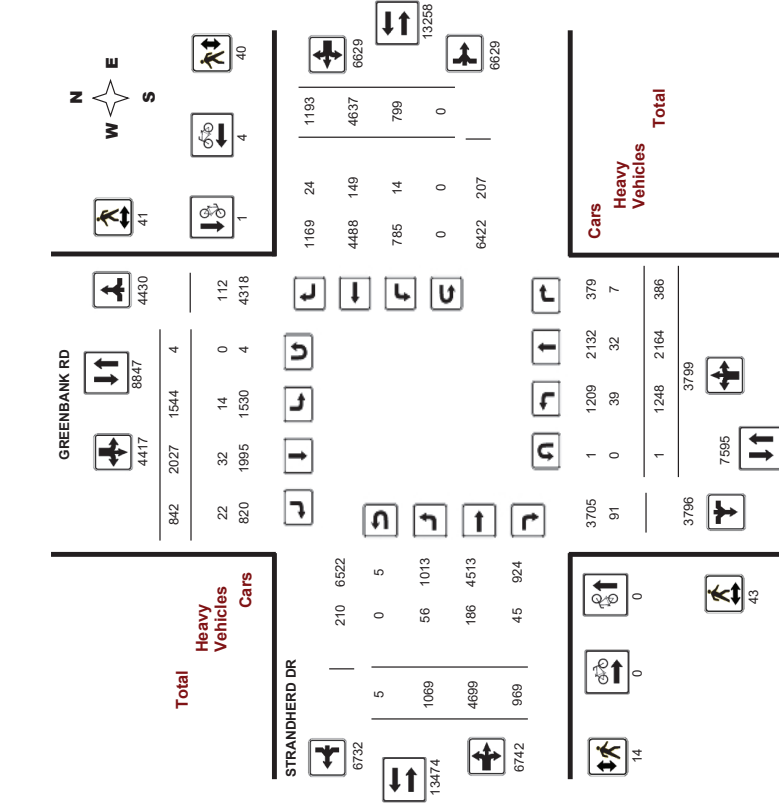 N
W E
S
41
40
4
1
GREENBANK RD
8847
4417
4430
842 2027 1544 4
22 32 14 0 112
820 1995 1530 4 4318
Total
Heavy
Vehicles
Cars
13258
6629
6629
1169 24 1193
4488 149 4637
785 14 799
0 0 0
6422 207
STRANDHERD DR
210 6522
5 0 5
1069 56 1013
4699 186 4513
969 45 924
6732
13474
6742
Cars
Heavy
Vehicles
Total
3705 1 1209 2132 379
91 0 39 32 7
1 1248 2164 386
3796
3799
7595
0
0
14
43